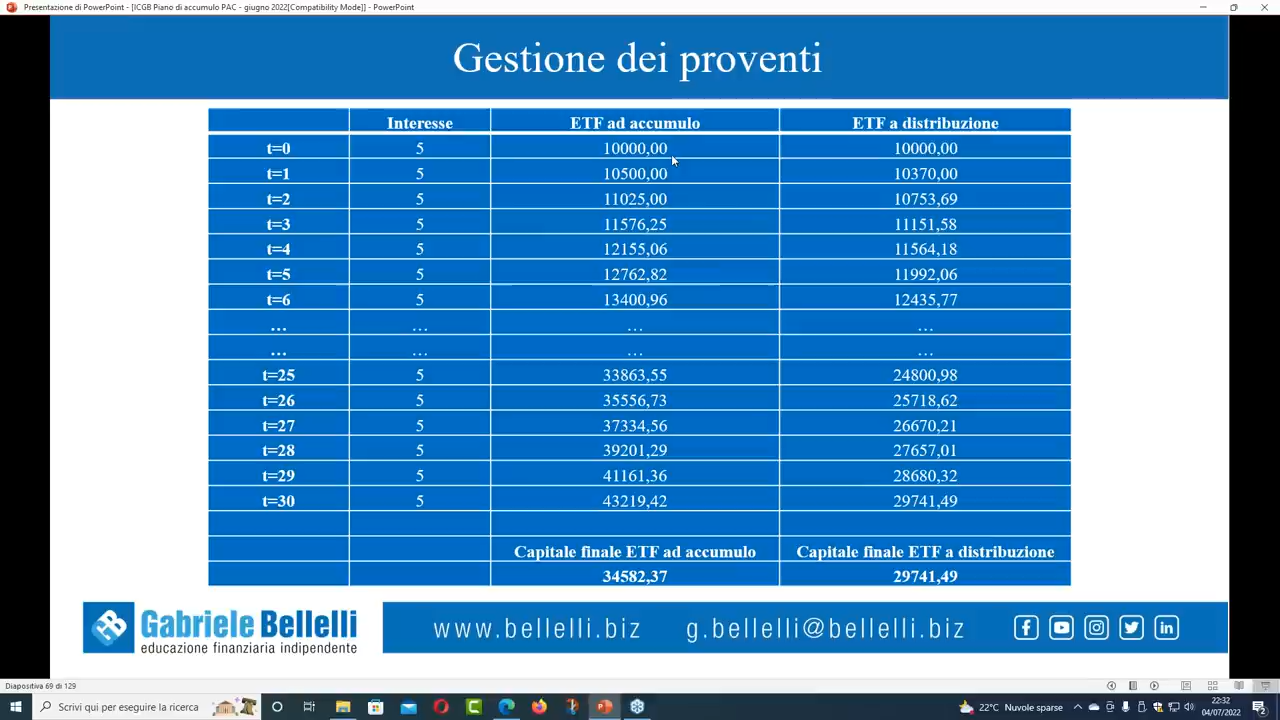 Presentazione di PowerPoint - [ICGB Piano di accumulo PAC - giugno 2022[Compatibility Mode]] - PowerPoint
Gestione dei proventi
Interesse ETF ad accumulo ETF a distribuzione
t=0 5 10000,00 10000,00
t=1 5 10500,00 10370,00
t=2 5 11025,00 10753,69
t=3 5 11576,25 11151,58
t=4 5 12155,06 11564,18
t=5 5 12762,82 11992,06
t=6 5 13400,96 12435,77
... ... ... ...
... ... ... ...
t=25 5 33863,55 24800,98
t=26 5 35556,73 25718,62
t=27 5 37334,56 26670,21
t=28 5 39201,29 27657,01
t=29 5 41161,36 28680,32
t=30 5 43219,42 29741,49
Capitale finale ETF ad accumulo Capitale finale ETF a distribuzione
34582,37 29741,49
Gabriele Bellelli
educazione finanziaria indipendente
www.bellelli.biz g.bellelli@bellelli.biz
Diapositiva 69 di 129
Scrivi qui per eseguire la ricerca
22°C Nuvole sparse
22:32
04/07/2022